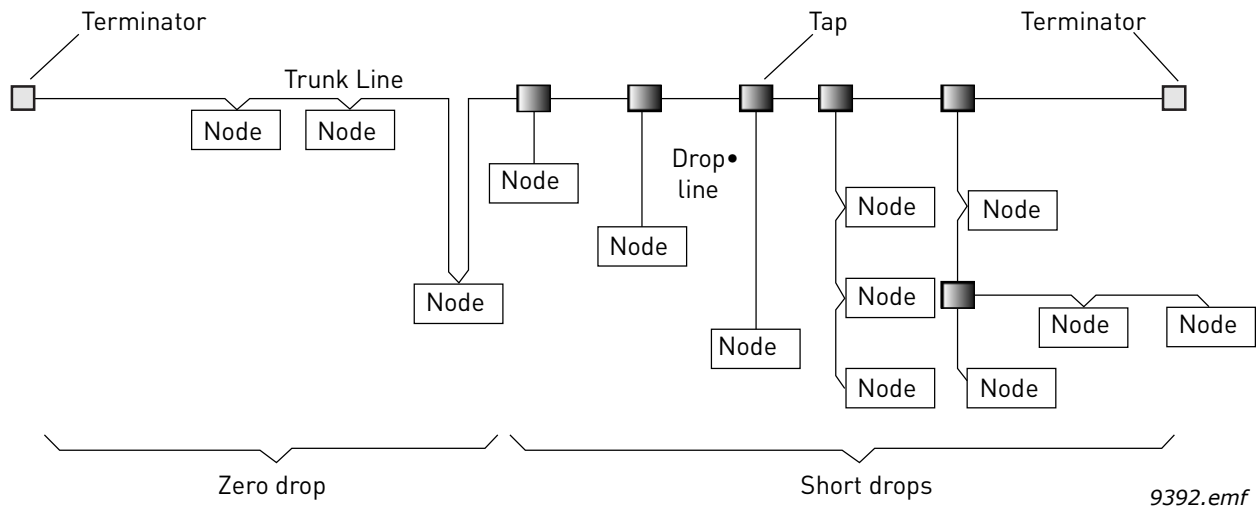 Terminator
Tap
Terminator
Trunk Line
Node
Node
Node
Drop•
line
Node
Node
Node
Node
Node
Node
Node
Node
Node
Node
Node
Zero drop
Short drops
9392.emf